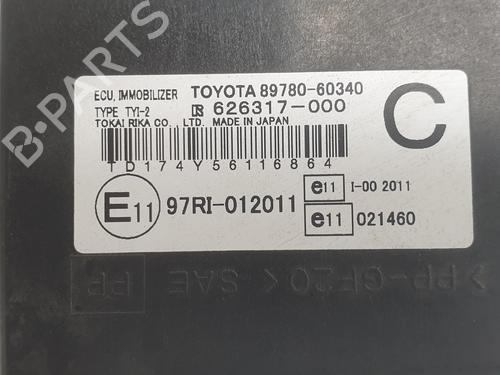 B-PARTS
ECU, IMMOBILIZER TOYOTA 89780-60340
TYPE TYI-2 626317-000
TOKAI RIKA CO., LTD. MADE IN JAPAN
C
TD174Y56116864
E11 97RI-012011
e11 I-00 2011
e11 021460
PP
>PP-GF20< SAE